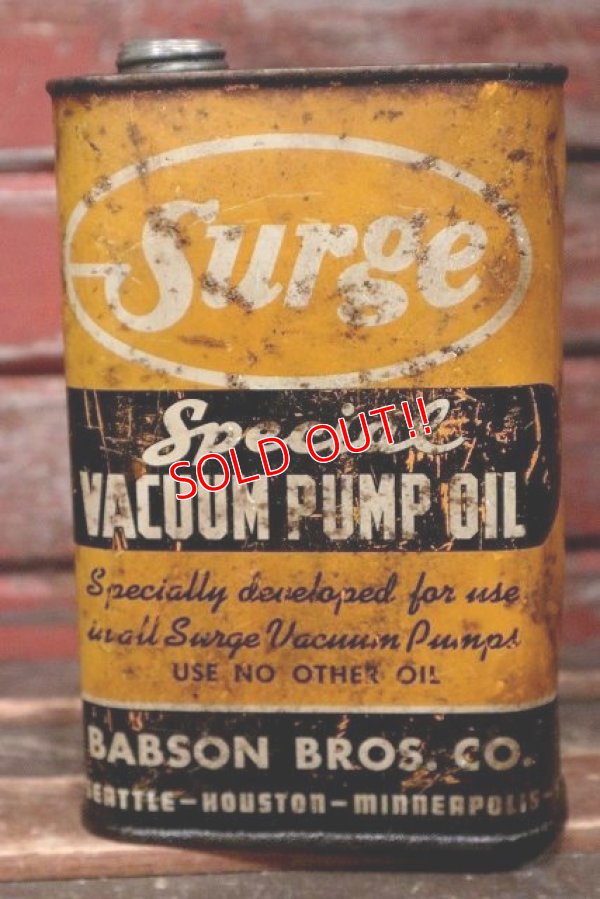 Surge
Special
SOLD OUT!!
VACUUM PUMP OIL
Specially developed for use
in all Surge Vacuum Pumps
USE NO OTHER OIL
BABSON BROS. CO.
SEATTLE-HOUSTON-MINNEAPOLIS-